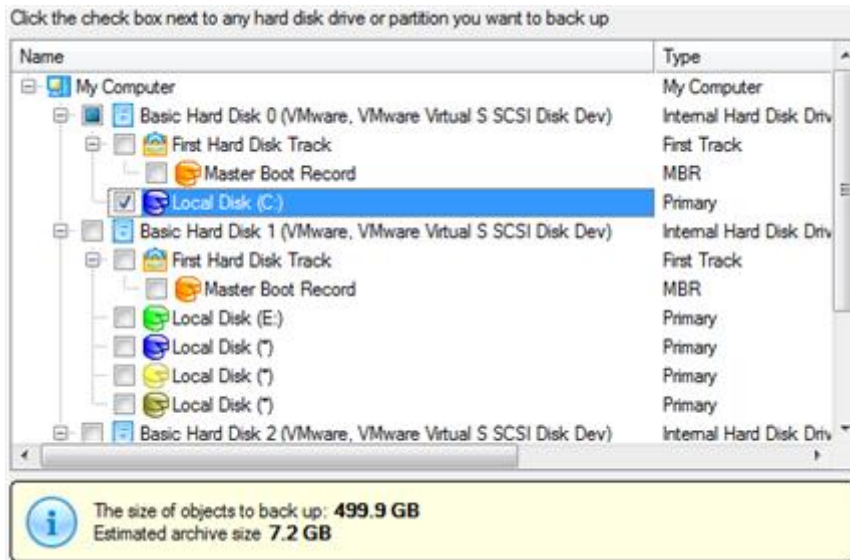 Click the check box next to any hard disk drive or partition you want to back up
Name Type
My Computer My Computer
Basic Hard Disk 0 (VMware, VMware Virtual S SCSI Disk Dev) Internal Hard Disk Driv
First Hard Disk Track First Track
Master Boot Record MBR
Local Disk (C:) Primary
Basic Hard Disk 1 (VMware, VMware Virtual S SCSI Disk Dev) Internal Hard Disk Driv
First Hard Disk Track First Track
Master Boot Record MBR
Local Disk (E:) Primary
Local Disk (*) Primary
Local Disk (*) Primary
Local Disk (*) Primary
Basic Hard Disk 2 (VMware, VMware Virtual S SCSI Disk Dev) Internal Hard Disk Driv
The size of objects to back up: 499.9 GB
Estimated archive size 7.2 GB